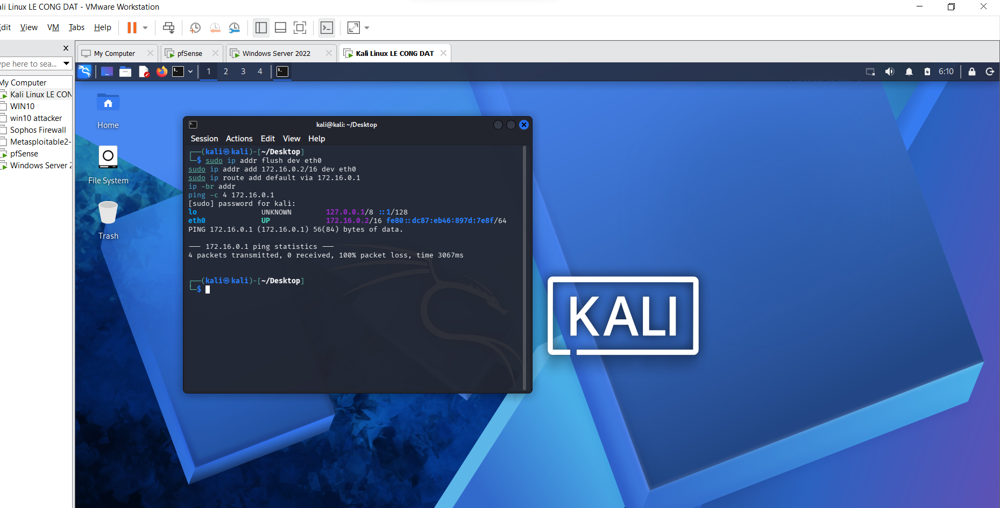 ali Linux LE CONG DAT - VMware Workstation
Edit View VM Tabs Help
My Computer pfSense Windows Server 2022 Kali Linux LE CONG DAT
ype here to sea...
1 2 3 4 6:10
My Computer
Kali Linux LE CON
WIN10
win10 attacker
Sophos Firewall
Metasploitable2-
pfSense
Windows Server 2
Home
File System
Trash
kali@kali: ~/Desktop
Session Actions Edit View Help
┌──(kali㉿kali)-[~/Desktop]
└─$ sudo ip addr flush dev eth0
sudo ip addr add 172.16.0.2/16 dev eth0
sudo ip route add default via 172.16.0.1
ip -br addr
ping -c 4 172.16.0.1
[sudo] password for kali:
lo UNKNOWN 127.0.0.1/8 ::1/128
eth0 UP 172.16.0.2/16 fe80::dc87:eb46:897d:7e8f/64
PING 172.16.0.1 (172.16.0.1) 56(84) bytes of data.
--- 172.16.0.1 ping statistics ---
4 packets transmitted, 0 received, 100% packet loss, time 3067ms
┌──(kali㉿kali)-[~/Desktop]
└─$
KALI